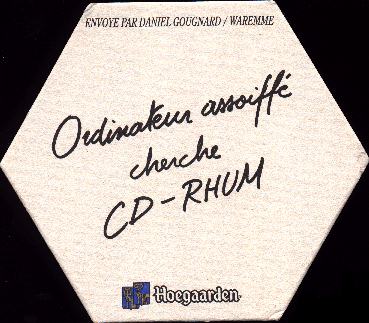 ENVOYE PAR DANIEL GOUGNARD / WAREMME
Ordinateur assoiffé
cherche
CD-RHUM
Hoegaarden